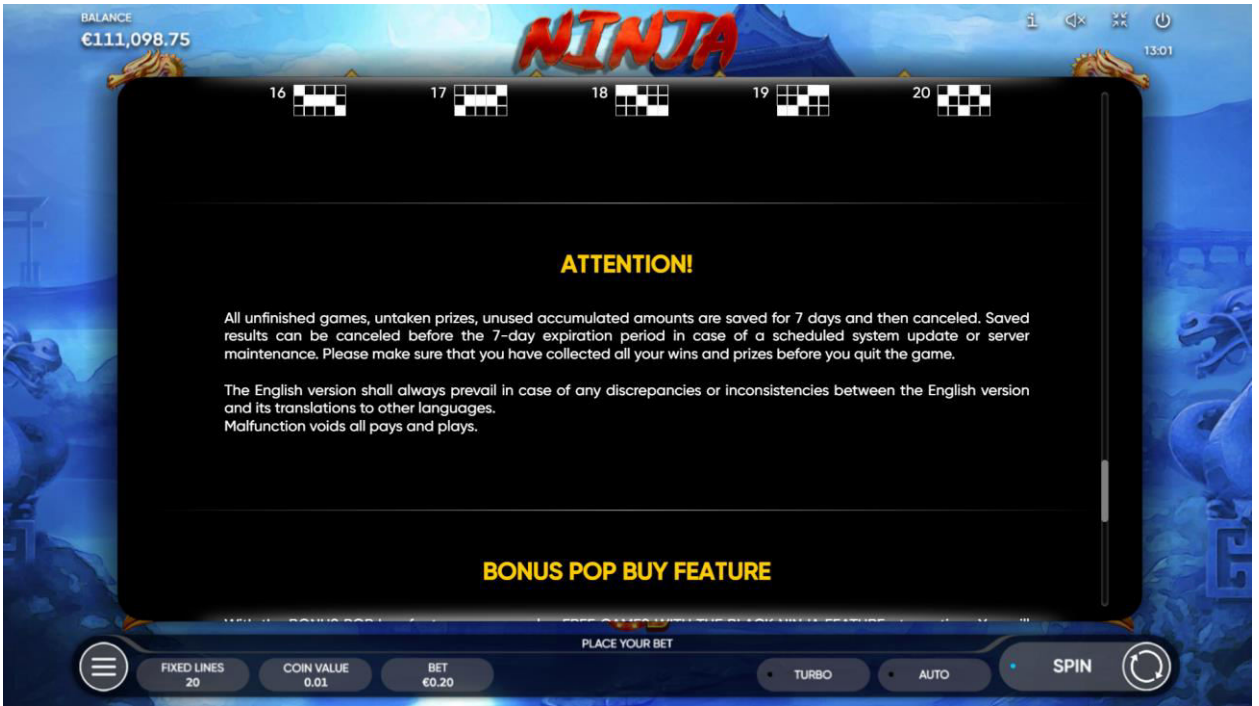 BALANCE
€111,098.75
NINJA
13:01
16 17 18 19 20
ATTENTION!
All unfinished games, untaken prizes, unused accumulated amounts are saved for 7 days and then canceled. Saved
results can be canceled before the 7-day expiration period in case of a scheduled system update or server
maintenance. Please make sure that you have collected all your wins and prizes before you quit the game.
The English version shall always prevail in case of any discrepancies or inconsistencies between the English version
and its translations to other languages.
Malfunction voids all pays and plays.
BONUS POP BUY FEATURE
PLACE YOUR BET
FIXED LINES
20
COIN VALUE
0.01
BET
€0.20
TURBO
AUTO
SPIN